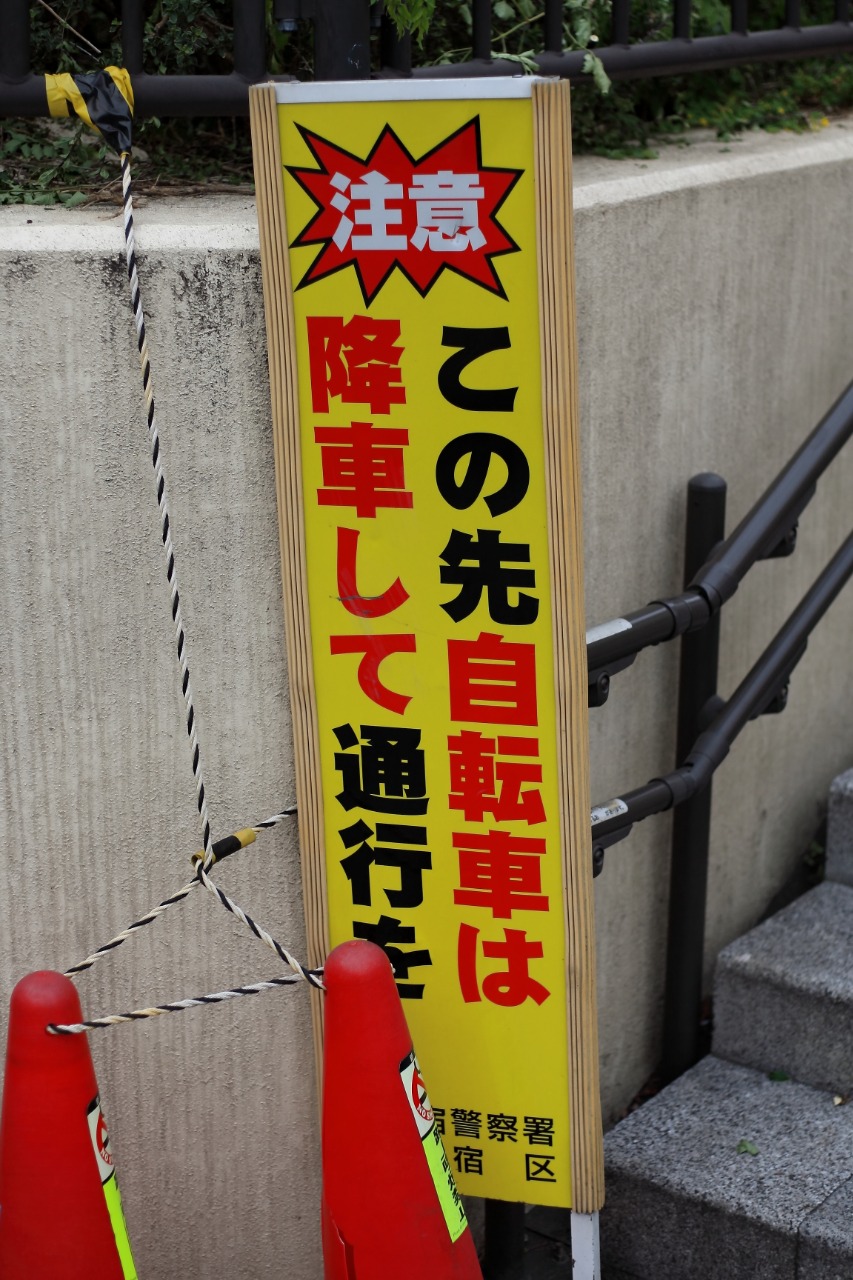 注意
この先自転車は
降車して通行を
宿警察署
宿 区